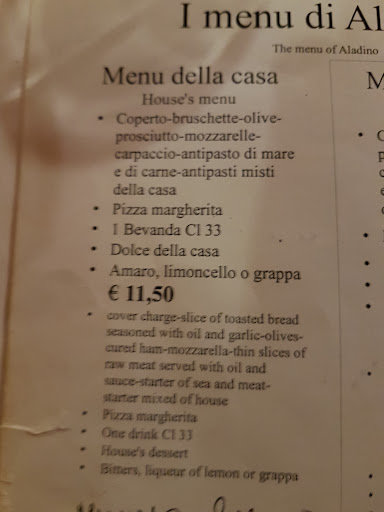 I menu di Al
The menu of Aladino
Menu della casa
House's menu
• Coperto-bruschette-olive-
prosciutto-mozzarelle-
carpaccio-antipasto di mare
e di carne-antipasti misti
della casa
• Pizza margherita
• 1 Bevanda Cl 33
• Dolce della casa
• Amaro, limoncello o grappa
€ 11,50
• cover charge-slice of toasted bread
seasoned with oil and garlic-olives-
cured ham-mozzarella-thin slices of
raw meat served with oil and
sauce-starter of sea and meat-
starter mixed of house
• Pizza margherita
• One drink Cl 33
• House's dessert
• Bitters, liqueur of lemon or grappa
M